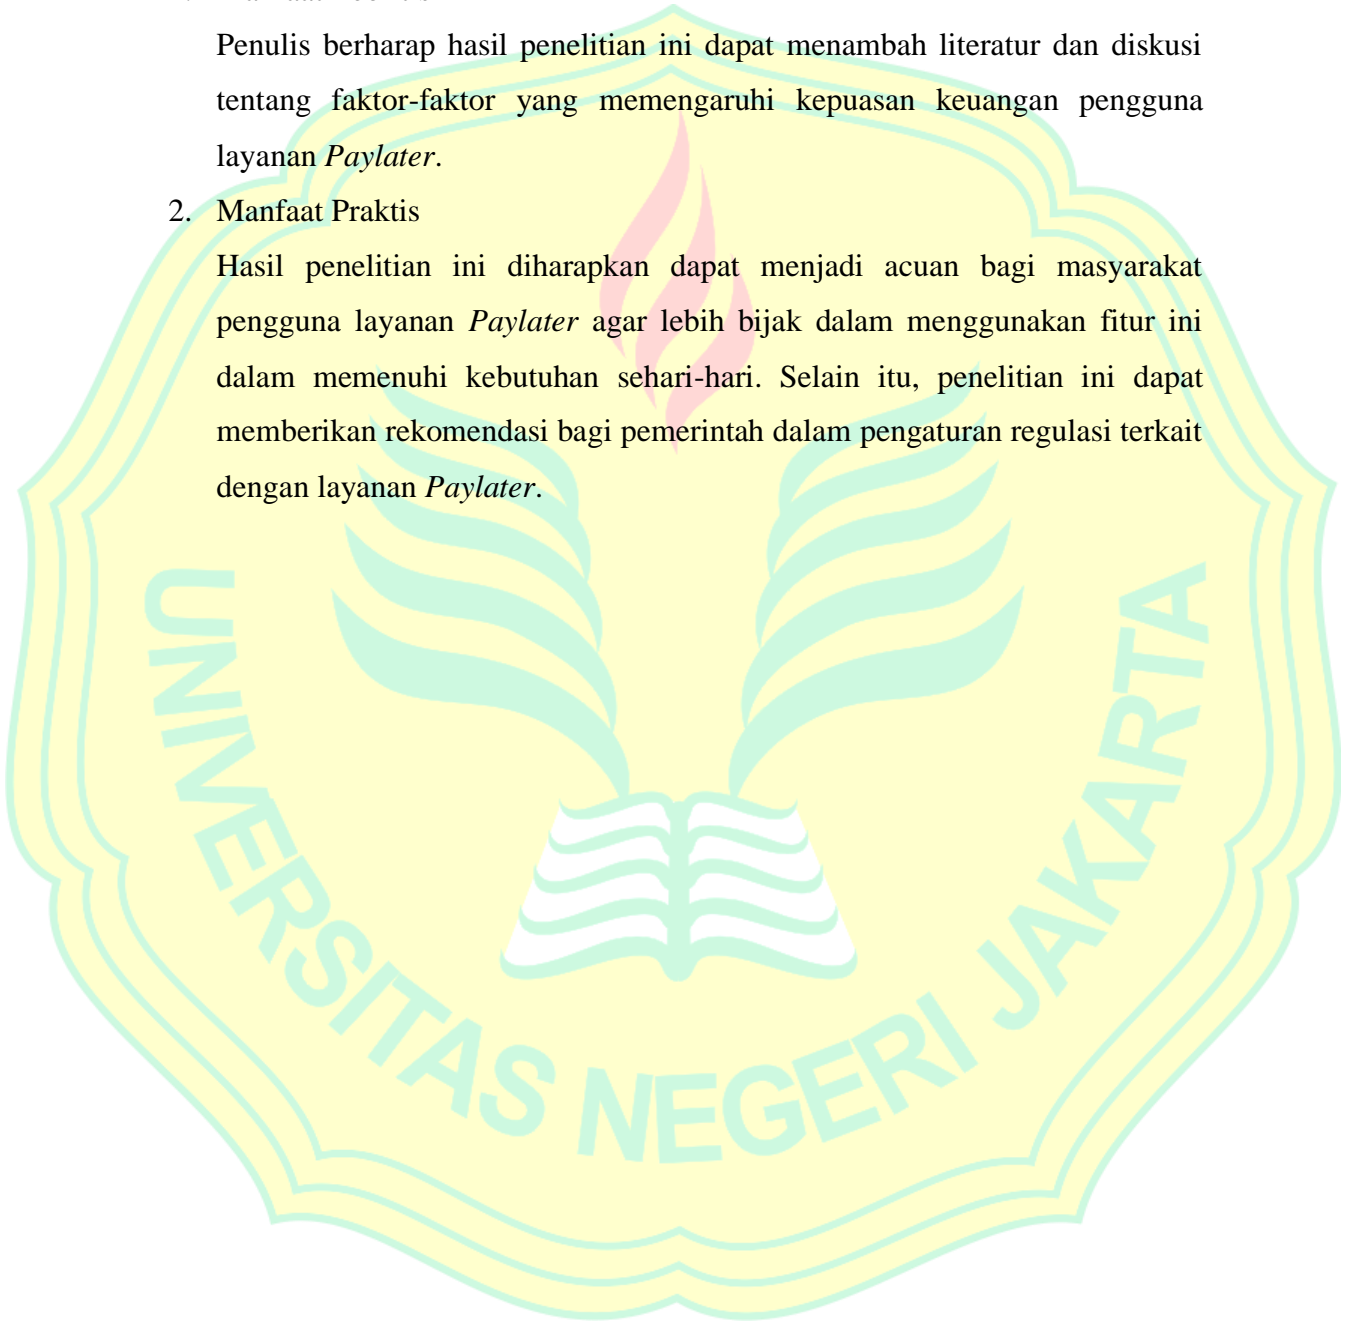 Penulis berharap hasil penelitian ini dapat menambah literatur dan diskusi
tentang faktor-faktor yang memengaruhi kepuasan keuangan pengguna
layanan Paylater.
2. Manfaat Praktis
Hasil penelitian ini diharapkan dapat menjadi acuan bagi masyarakat
pengguna layanan Paylater agar lebih bijak dalam menggunakan fitur ini
dalam memenuhi kebutuhan sehari-hari. Selain itu, penelitian ini dapat
memberikan rekomendasi bagi pemerintah dalam pengaturan regulasi terkait
dengan layanan Paylater.
UNIVERSITAS NEGERI JAKARTA